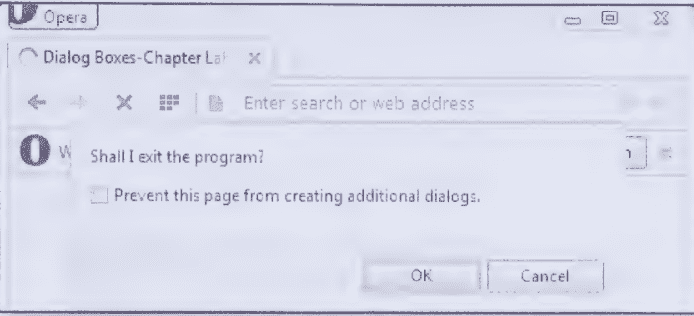 Opera
Dialog Boxes-Chapter La
Enter search or web address
W
Shall I exit the program?
Prevent this page from creating additional dialogs.
OK
Cancel